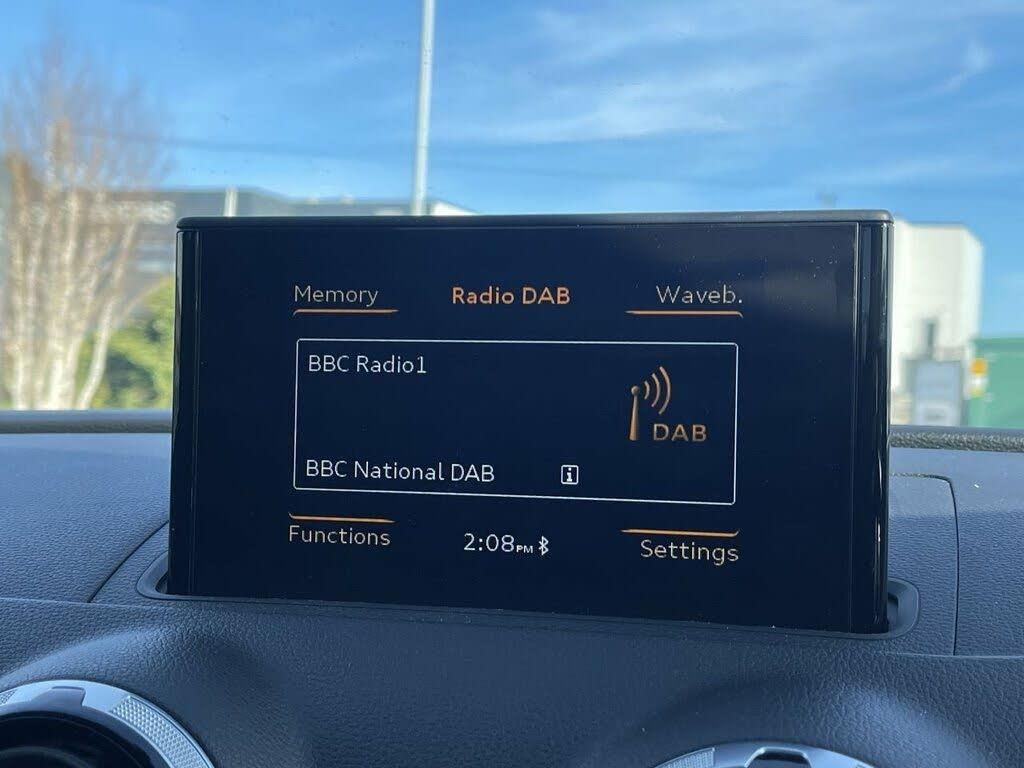 Memory
Radio DAB
Waveb.
BBC Radio1
DAB
BBC National DAB
Functions
2:08PM
Settings